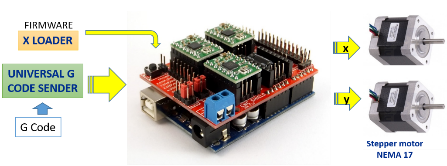 FIRMWARE
X LOADER
UNIVERSAL G
CODE SENDER
G Code
x
y
Stepper motor
NEMA 17